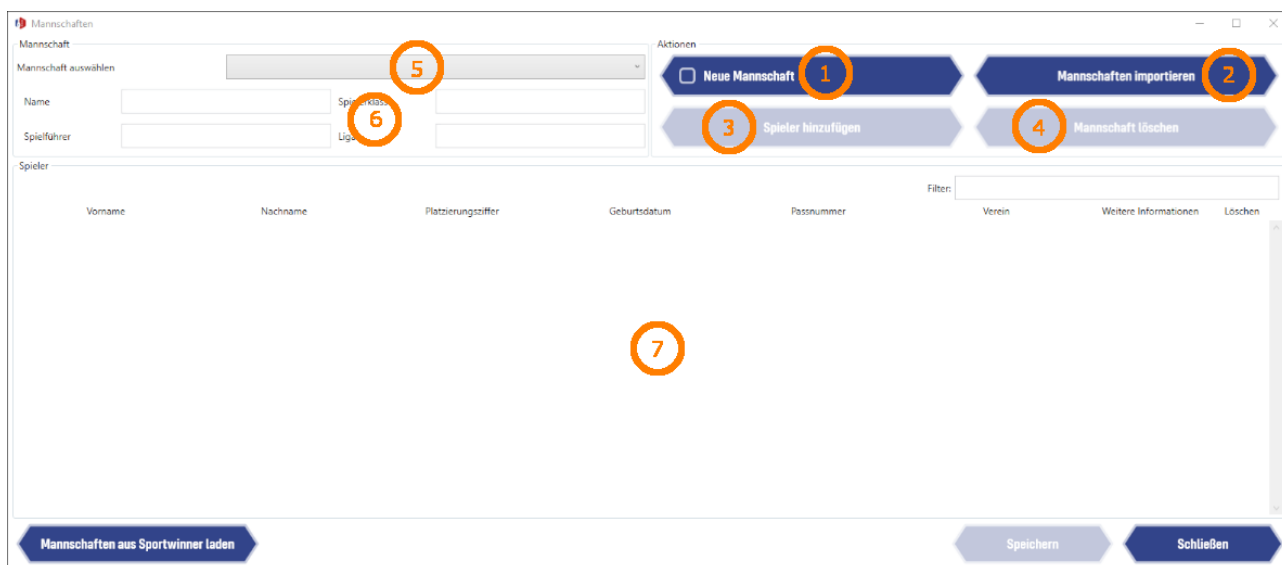 Mannschaften
Mannschaft
Mannschaft auswählen
5
Name
Spielführer
6
Aktionen
Neue Mannschaft 1
Mannschaften importieren 2
3 Spieler hinzufügen
4 Mannschaft löschen
Spieler
Filter:
Vorname Nachname Platzierungsziffer Geburtsdatum Passnummer Verein Weitere Informationen Löschen
7
Mannschaften aus Sportwinner laden
Speichern
Schließen